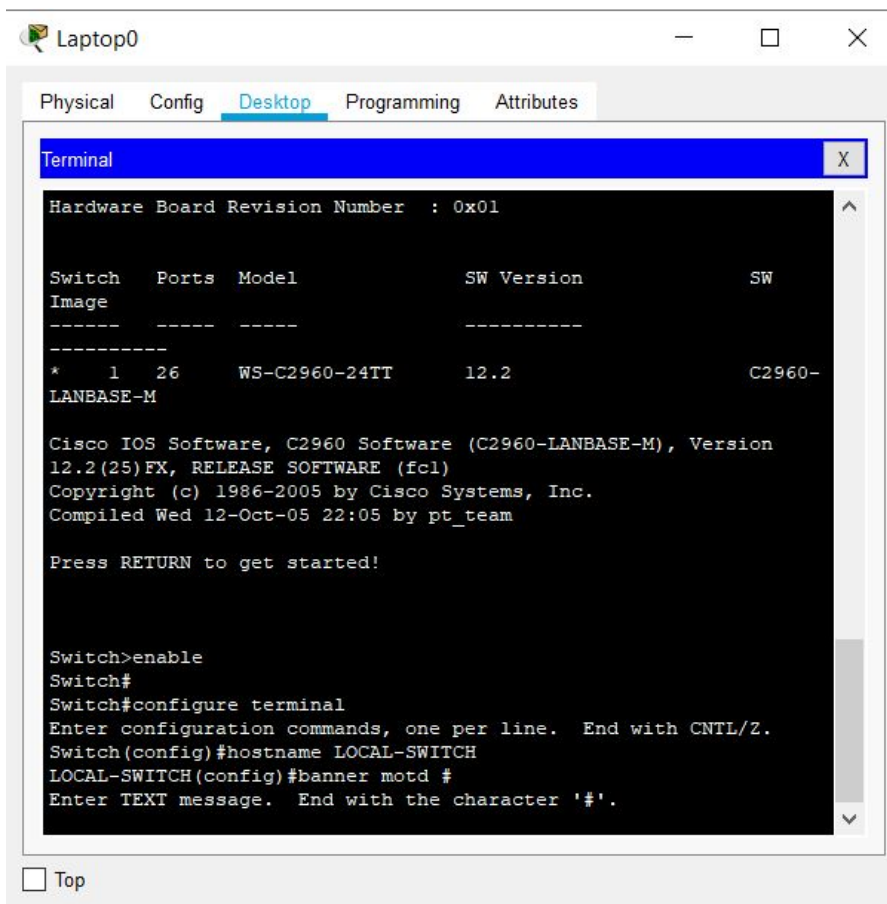 Laptop0
Physical Config Desktop Programming Attributes
Terminal X
Hardware Board Revision Number  : 0x01
Switch   Ports  Model              SW Version              SW
Image
------   -----  -----              ----------
----------
*    1   26     WS-C2960-24TT      12.2                    C2960-
LANBASE-M
Cisco IOS Software, C2960 Software (C2960-LANBASE-M), Version
12.2(25)FX, RELEASE SOFTWARE (fc1)
Copyright (c) 1986-2005 by Cisco Systems, Inc.
Compiled Wed 12-Oct-05 22:05 by pt_team
Press RETURN to get started!
Switch>enable
Switch#
Switch#configure terminal
Enter configuration commands, one per line.  End with CNTL/Z.
Switch(config)#hostname LOCAL-SWITCH
LOCAL-SWITCH(config)#banner motd #
Enter TEXT message.  End with the character '#'.
Top